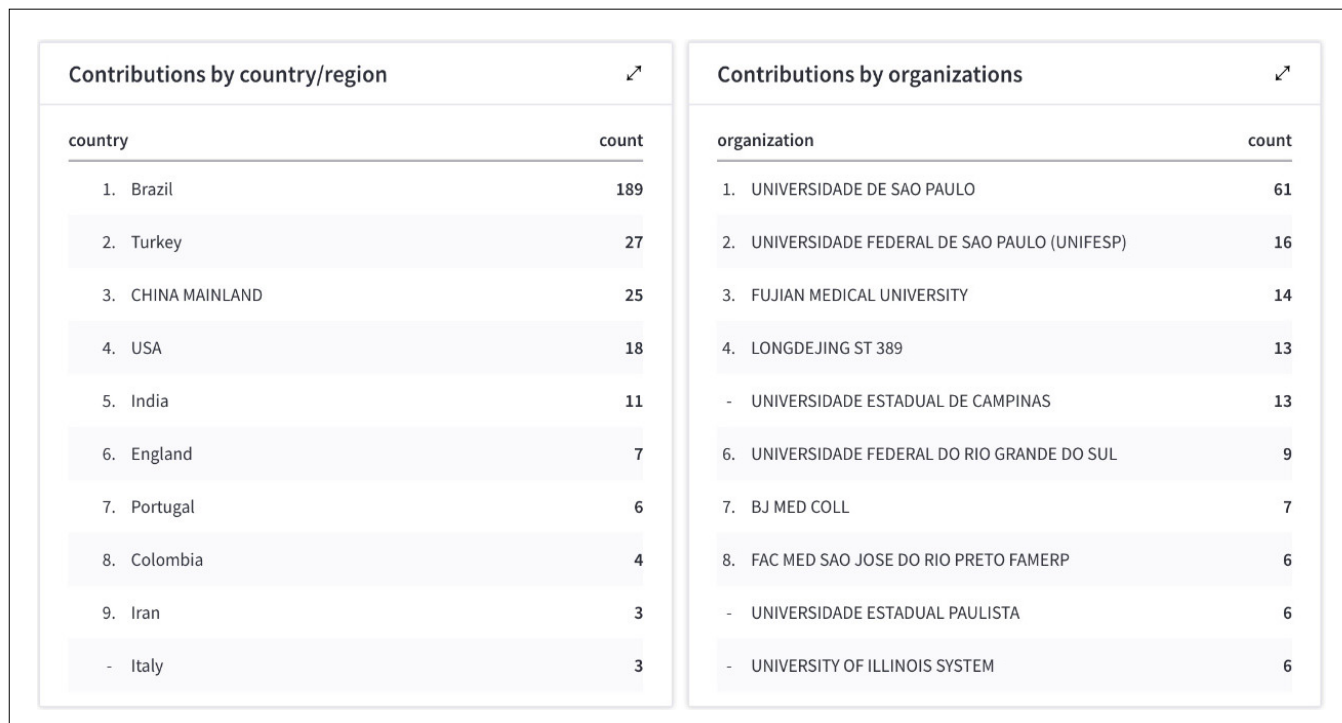 Contributions by country/region
country count
1. Brazil 189
2. Turkey 27
3. CHINA MAINLAND 25
4. USA 18
5. India 11
6. England 7
7. Portugal 6
8. Colombia 4
9. Iran 3
- Italy 3
Contributions by organizations
organization count
1. UNIVERSIDADE DE SAO PAULO 61
2. UNIVERSIDADE FEDERAL DE SAO PAULO (UNIFESP) 16
3. FUJIAN MEDICAL UNIVERSITY 14
4. LONGDEJING ST 389 13
- UNIVERSIDADE ESTADUAL DE CAMPINAS 13
6. UNIVERSIDADE FEDERAL DO RIO GRANDE DO SUL 9
7. BJ MED COLL 7
8. FAC MED SAO JOSE DO RIO PRETO FAMERP 6
- UNIVERSIDADE ESTADUAL PAULISTA 6
- UNIVERSITY OF ILLINOIS SYSTEM 6